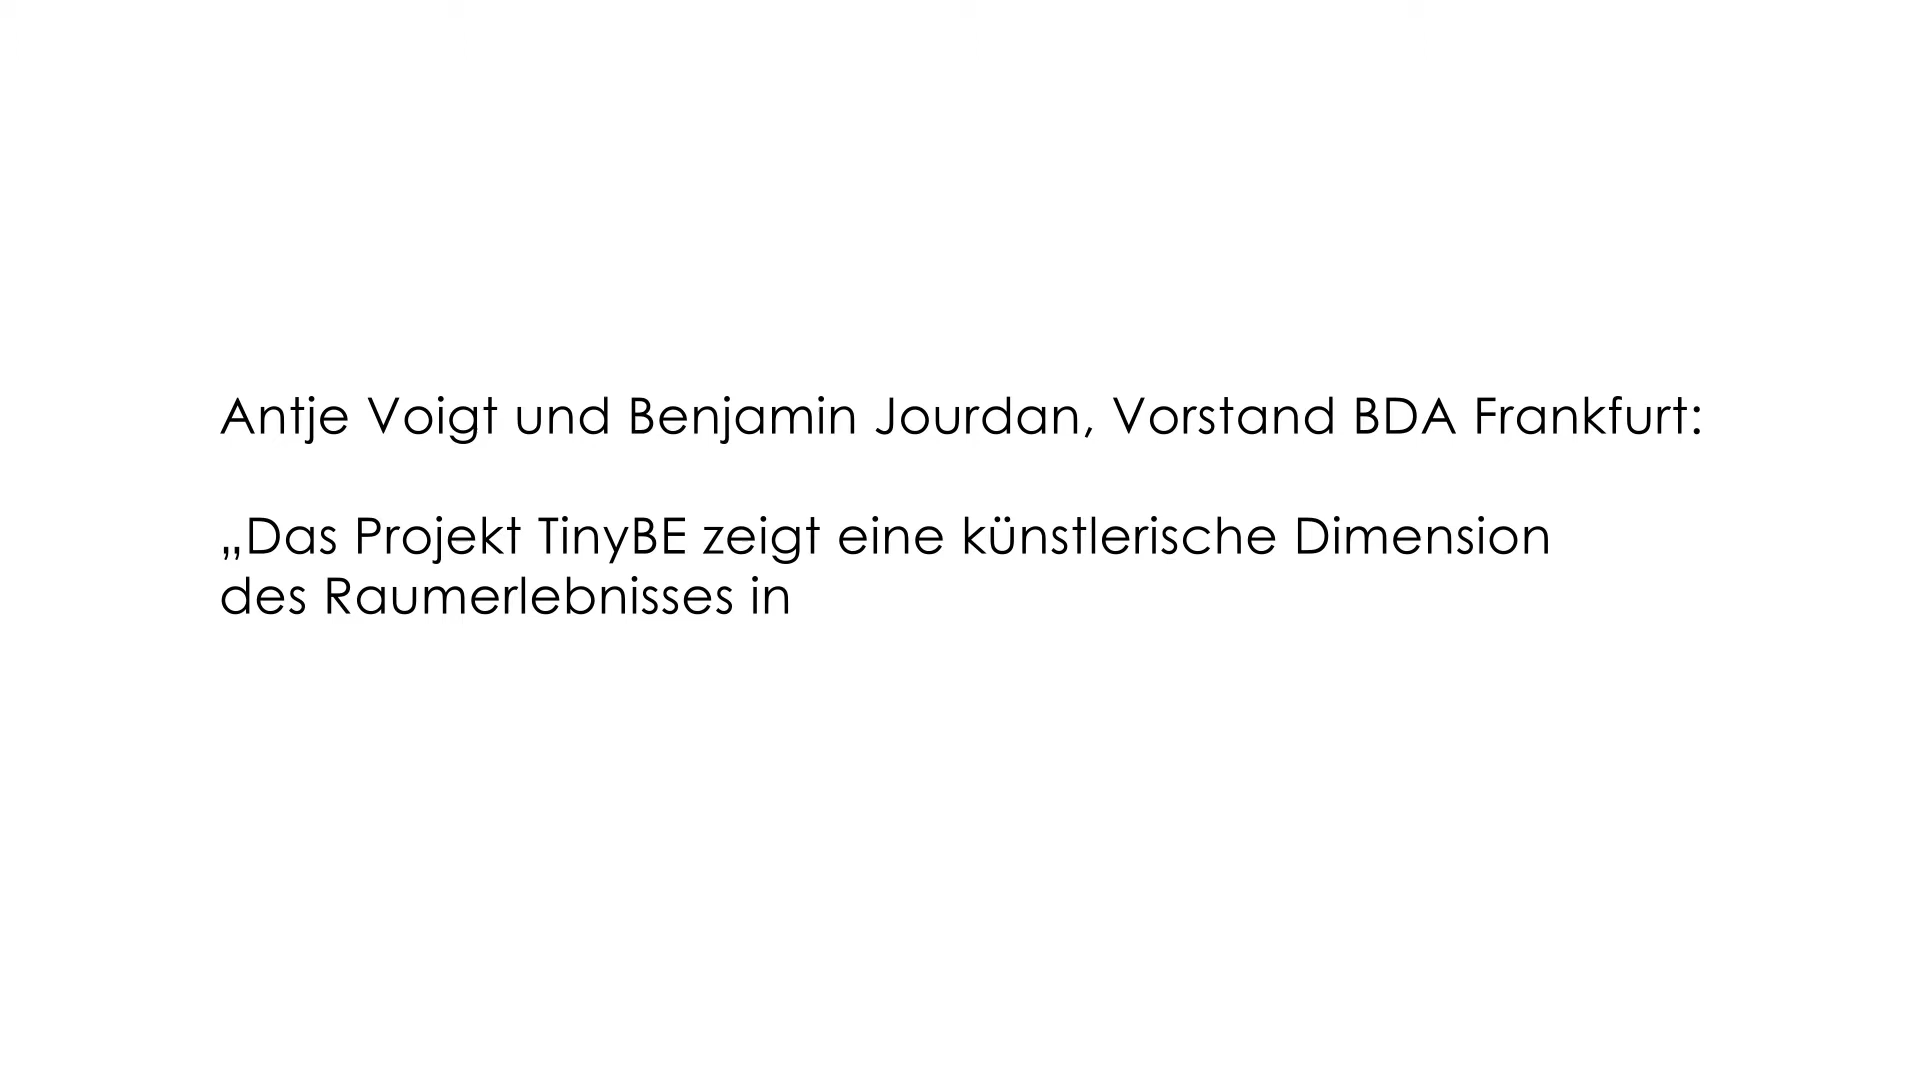 Antje Voigt und Benjamin Jourdan, Vorstand BDA Frankfurt:
„Das Projekt TinyBE zeigt eine künstlerische Dimension
des Raumerlebnisses in